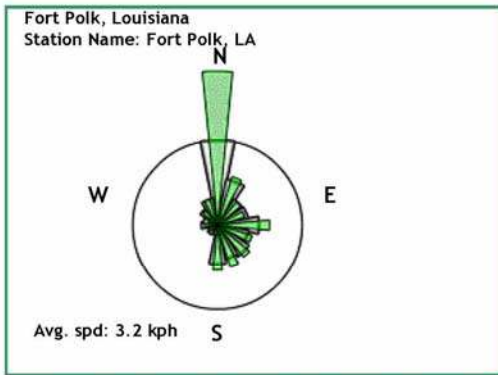 Fort Polk, Louisiana
Station Name: Fort Polk, LA
N
W
E
S
Avg. spd: 3.2 kph